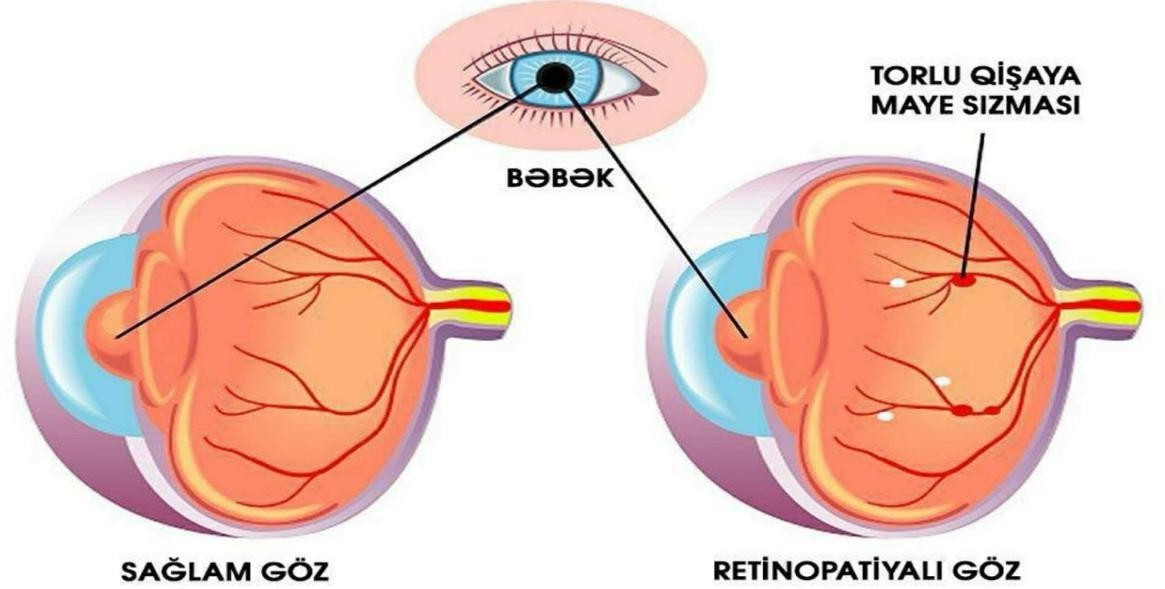 TORLU QİŞAYA
MAYE SIZMASI
BƏBƏK
SAĞLAM GÖZ
RETİNOPATİYALI GÖZ